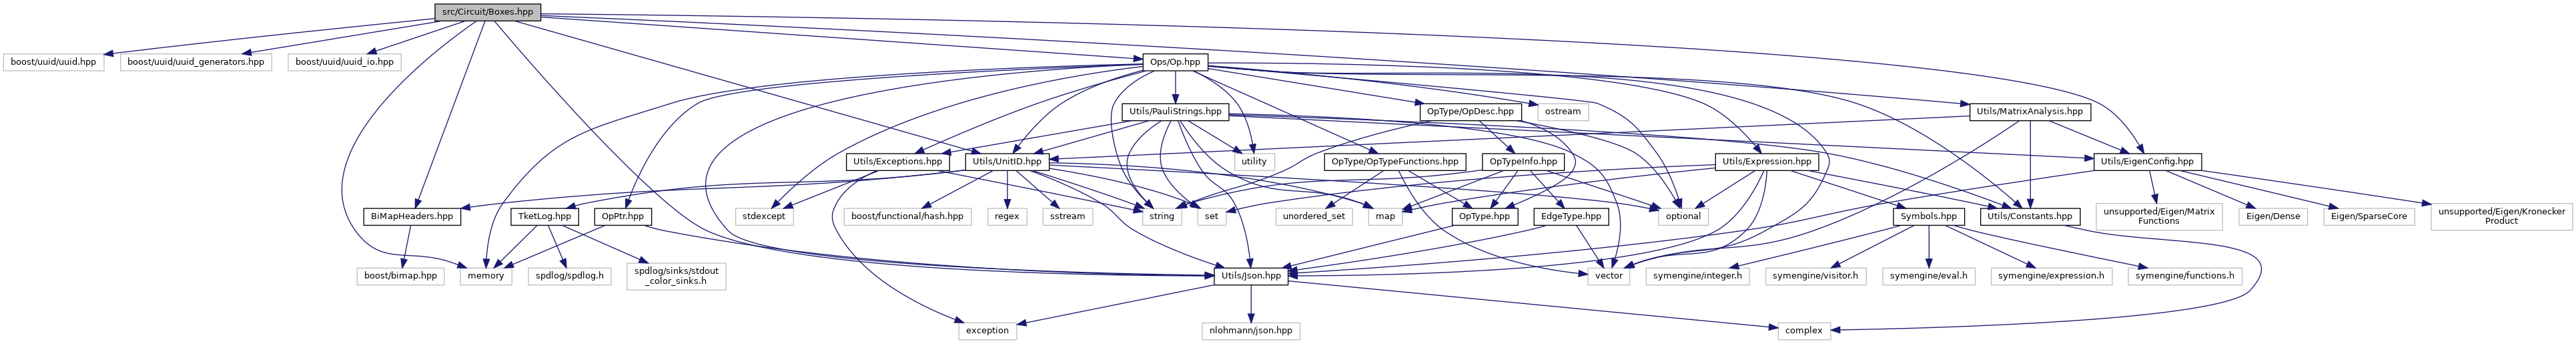 src/Circuit/Boxes.hpp
boost/uuid/uuid.hpp
boost/uuid/uuid_generators.hpp
boost/uuid/uuid_io.hpp
Ops/Op.hpp
Utils/PauliStrings.hpp
OpType/OpDesc.hpp
ostream
Utils/MatrixAnalysis.hpp
Utils/Exceptions.hpp
Utils/UnitID.hpp
utility
OpType/OpTypeFunctions.hpp
OpTypeInfo.hpp
Utils/Expression.hpp
Utils/EigenConfig.hpp
BiMapHeaders.hpp
TketLog.hpp
OpPtr.hpp
stdexcept
boost/functional/hash.hpp
regex
sstream
string
set
unordered_set
map
OpType.hpp
EdgeType.hpp
optional
Symbols.hpp
Utils/Constants.hpp
unsupported/Eigen/Matrix
Functions
Eigen/Dense
Eigen/SparseCore
unsupported/Eigen/Kronecker
Product
boost/bimap.hpp
memory
spdlog/spdlog.h
spdlog/sinks/stdout
_color_sinks.h
Utils/Json.hpp
vector
symengine/integer.h
symengine/visitor.h
symengine/eval.h
symengine/expression.h
symengine/functions.h
exception
nlohmann/json.hpp
complex